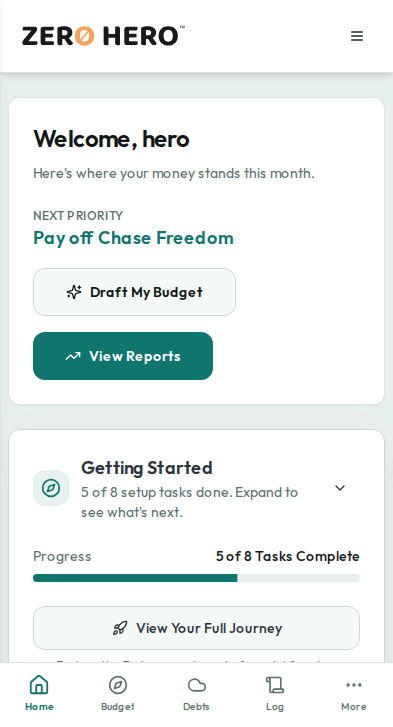 ZERO HERO™
Welcome, hero
Here's where your money stands this month.
NEXT PRIORITY
Pay off Chase Freedom
Draft My Budget
View Reports
Getting Started
5 of 8 setup tasks done. Expand to
see what's next.
Progress
5 of 8 Tasks Complete
View Your Full Journey
Home
Budget
Debts
Log
More